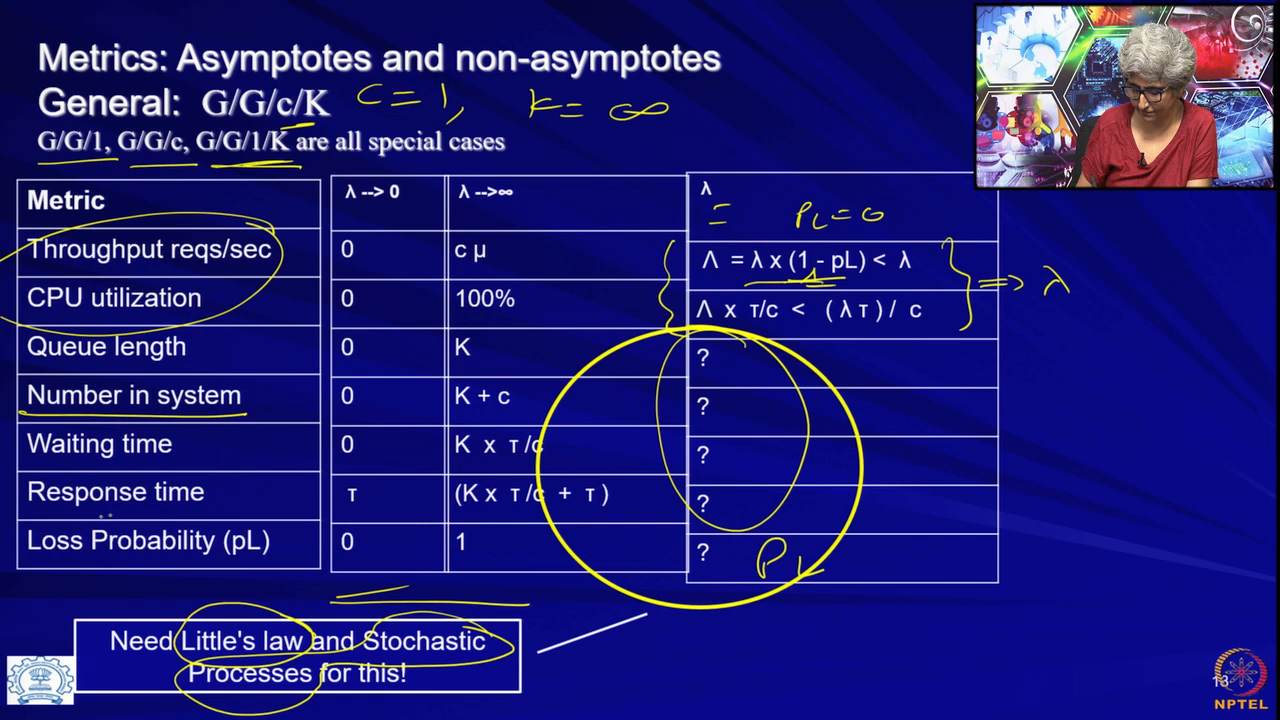 Metrics: Asymptotes and non-asymptotes
General: G/G/c/K c = 1, K = ∞
G/G/1, G/G/c, G/G/1/K are all special cases
Metric λ --> 0 λ -->∞ λ
= PL = 0
Throughput reqs/sec 0 c μ Λ = λ x (1 - pL) < λ
=> λ
CPU utilization 0 100% Λ x τ/c < ( λ τ ) / c
Queue length 0 K ?
Number in system 0 K + c ?
Waiting time 0 K x τ /c ?
Response time τ (K x τ /c + τ ) ?
Loss Probability (pL) 0 1 ? PL
Need Little's law and Stochastic
Processes for this!
13
NPTEL